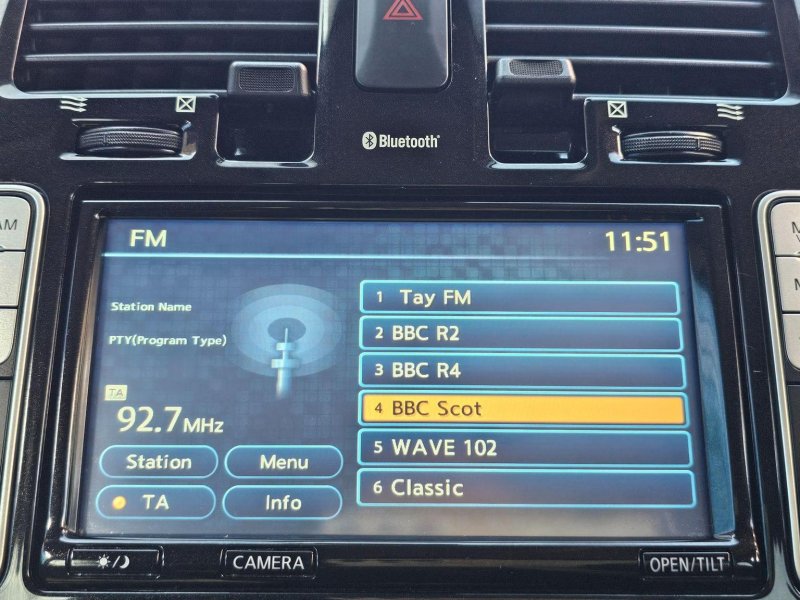 Bluetooth
AM
M
M
FM
11:51
Station Name
PTY(Program Type)
TA
92.7MHz
Station
Menu
TA
Info
1 Tay FM
2 BBC R2
3 BBC R4
4 BBC Scot
5 WAVE 102
6 Classic
CAMERA
OPEN/TILT